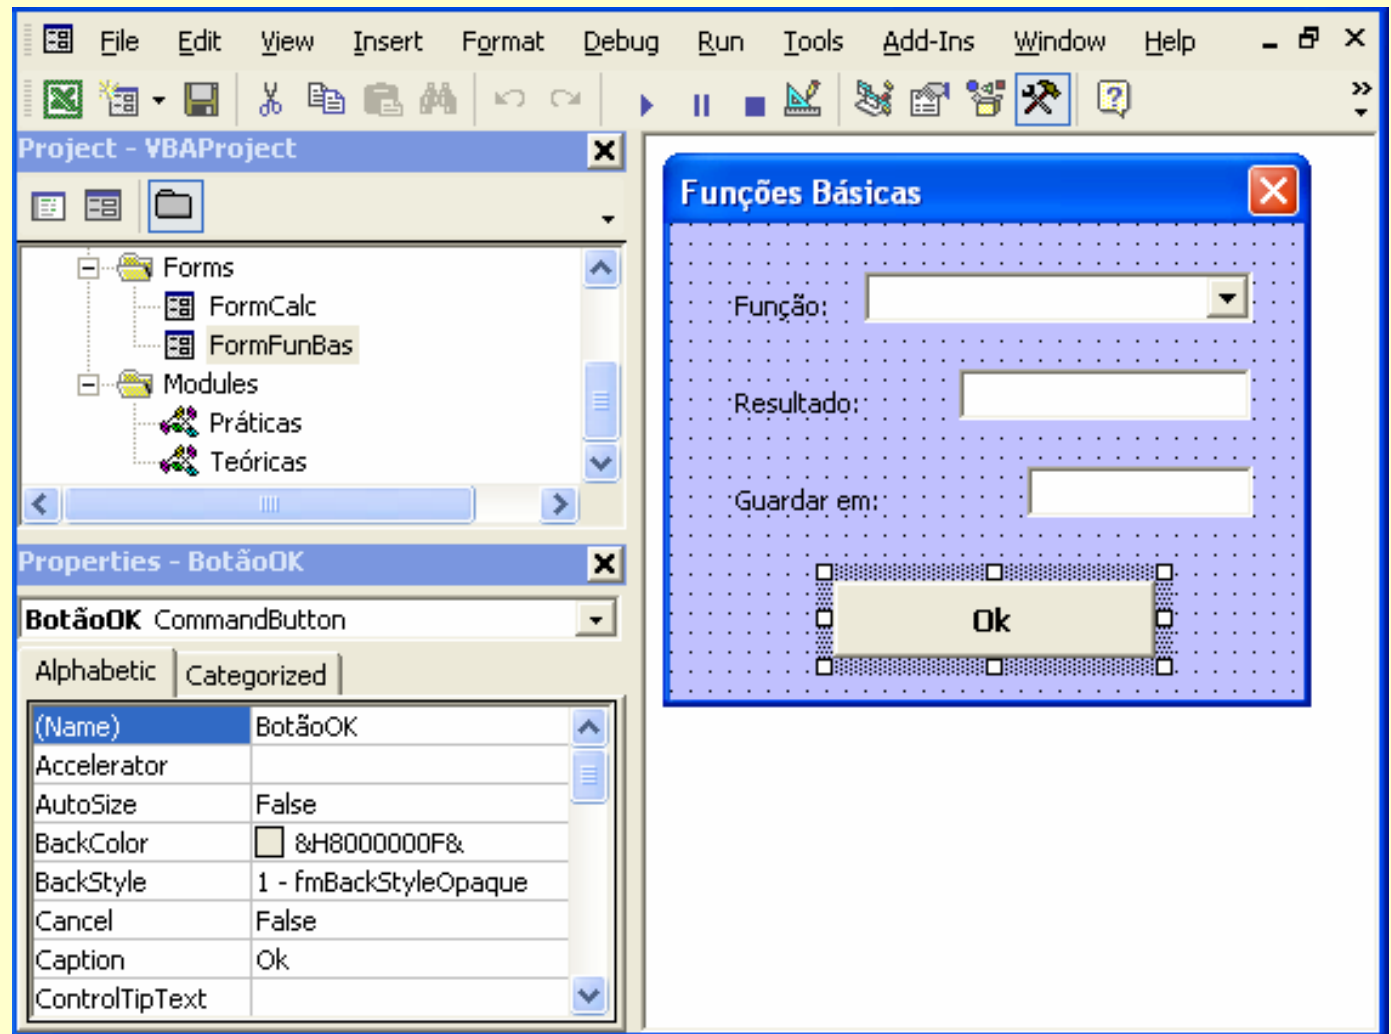 File Edit View Insert Format Debug Run Tools Add-Ins Window Help
Project - VBAProject
Forms
FormCalc
FormFunBas
Modules
Práticas
Teóricas
Properties - BotãoOK
BotãoOK CommandButton
Alphabetic Categorized
(Name) BotãoOK
Accelerator
AutoSize False
BackColor &H8000000F&
BackStyle 1 - fmBackStyleOpaque
Cancel False
Caption Ok
ControlTipText
Funções Básicas
Função:
Resultado:
Guardar em:
Ok